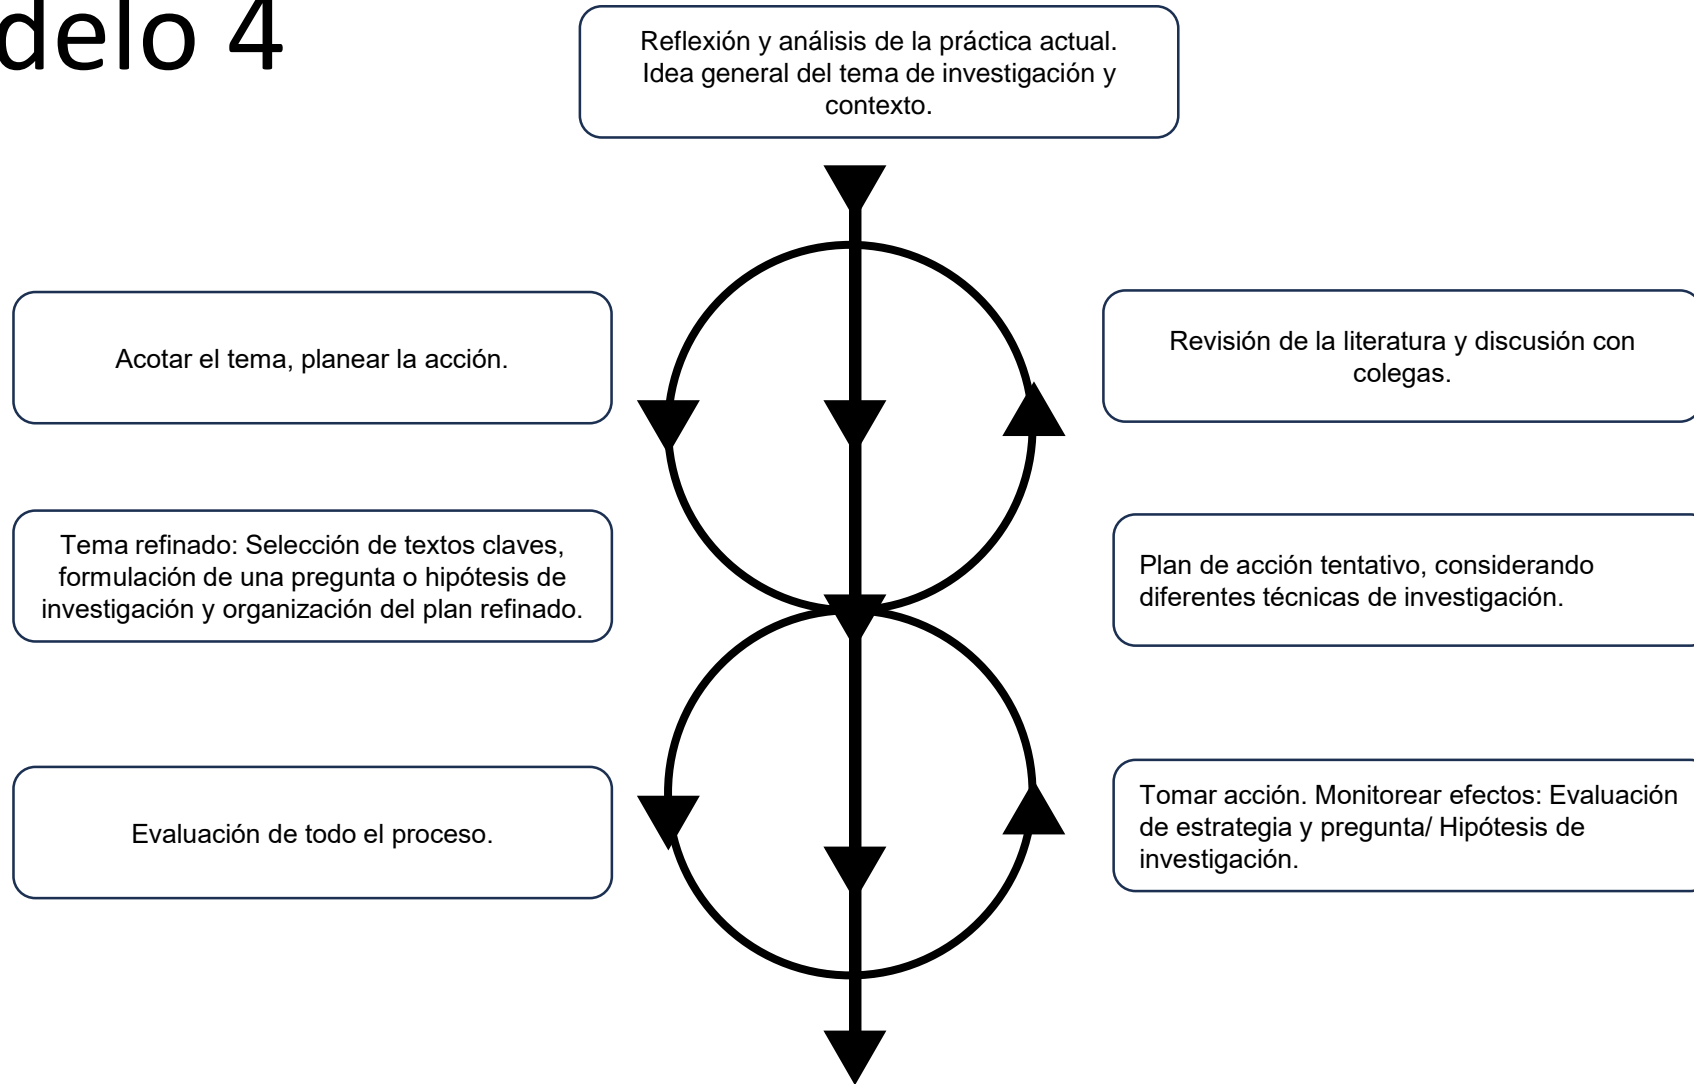 delo 4
Reflexión y análisis de la práctica actual.
Idea general del tema de investigación y
contexto.
Acotar el tema, planear la acción.
Revisión de la literatura y discusión con
colegas.
Tema refinado: Selección de textos claves,
formulación de una pregunta o hipótesis de
investigación y organización del plan refinado.
Plan de acción tentativo, considerando
diferentes técnicas de investigación.
Evaluación de todo el proceso.
Tomar acción. Monitorear efectos: Evaluación
de estrategia y pregunta/ Hipótesis de
investigación.